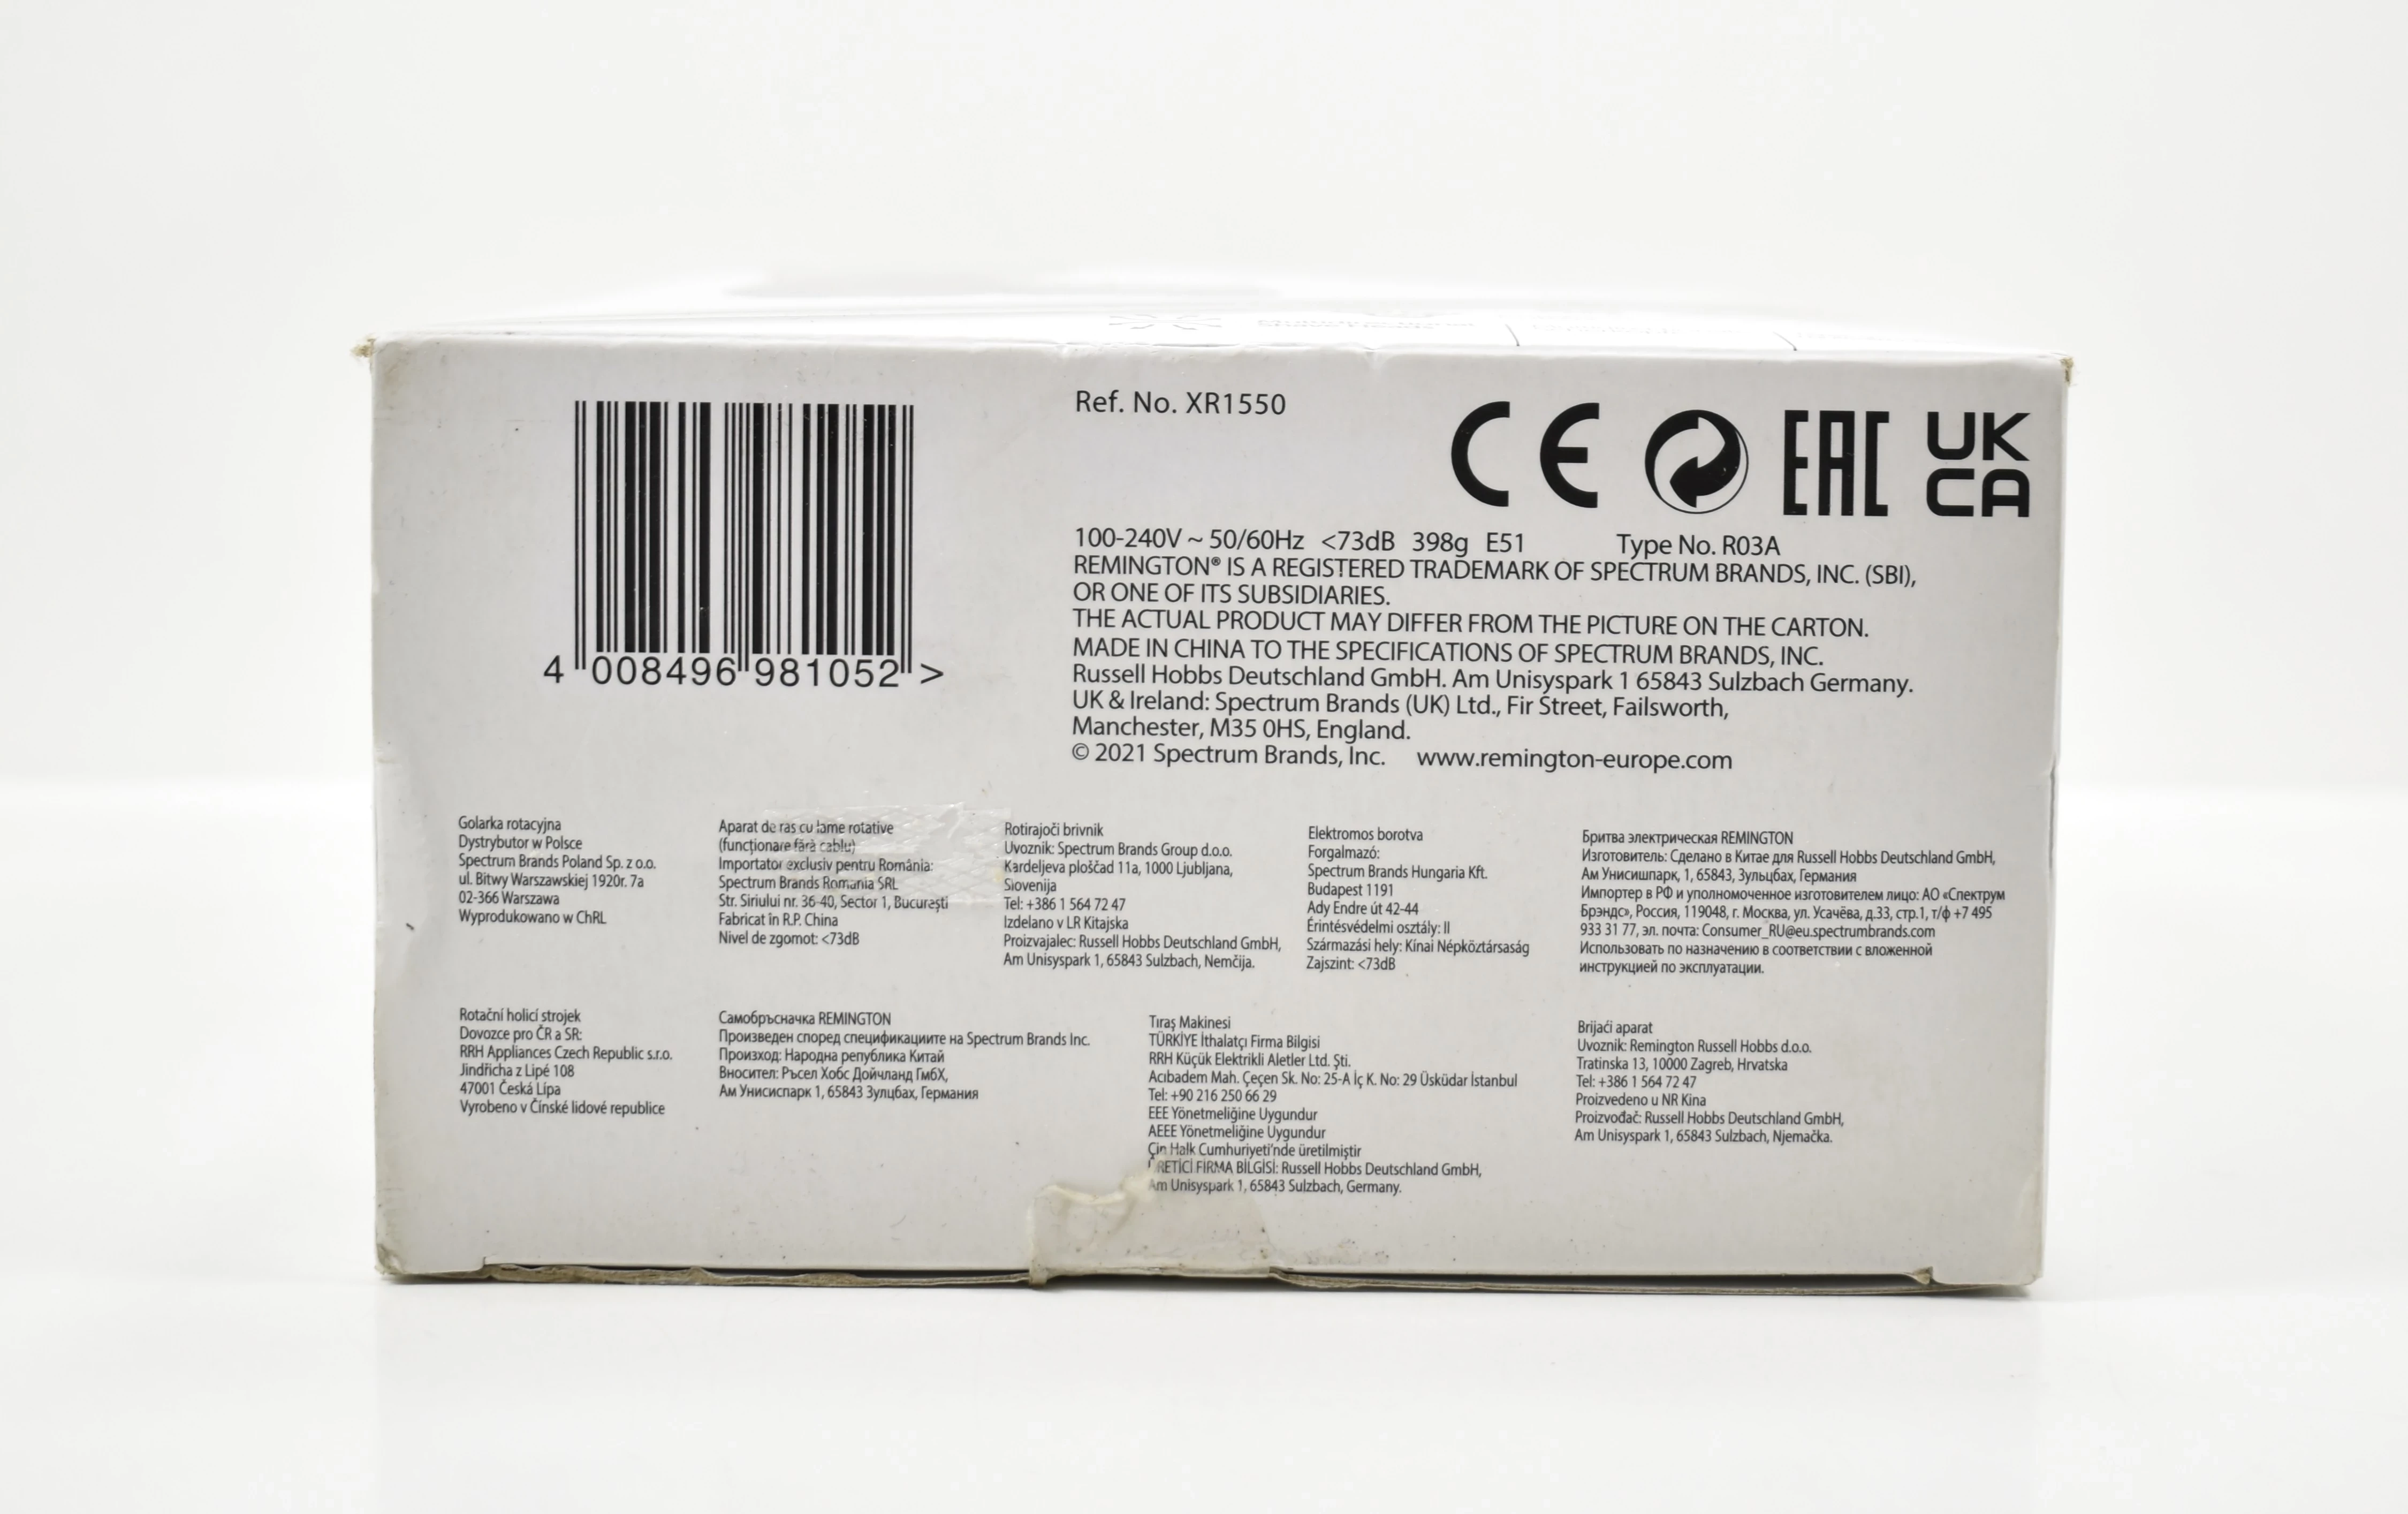 4 008496 981052 >
Ref. No. XR1550
CE
EAC
UK
CA
100-240V ~ 50/60Hz <73dB 398g E51 Type No. R03A
REMINGTON® IS A REGISTERED TRADEMARK OF SPECTRUM BRANDS, INC. (SBI),
OR ONE OF ITS SUBSIDIARIES.
THE ACTUAL PRODUCT MAY DIFFER FROM THE PICTURE ON THE CARTON.
MADE IN CHINA TO THE SPECIFICATIONS OF SPECTRUM BRANDS, INC.
Russell Hobbs Deutschland GmbH. Am Unisyspark 1 65843 Sulzbach Germany.
UK & Ireland: Spectrum Brands (UK) Ltd., Fir Street, Failsworth,
Manchester, M35 0HS, England.
© 2021 Spectrum Brands, Inc. www.remington-europe.com
Golarka rotacyjna
Dystrybutor w Polsce
Spectrum Brands Poland Sp. z o.o.
ul. Bitwy Warszawskiej 1920r. 7a
02-366 Warszawa
Wyprodukowano w ChRL
Aparat de ras cu lame rotative
(funcționare fără cablu)
Importator exclusiv pentru România:
Spectrum Brands Romania SRL
Str. Siriului nr. 36-40, Sector 1, București
Fabricat în R.P. China
Nivel de zgomot: <73dB
Rotirajoči brivnik
Uvoznik: Spectrum Brands Group d.o.o.
Kardeljeva ploščad 11a, 1000 Ljubljana,
Slovenija
Tel: +386 1 564 72 47
Izdelano v LR Kitajska
Proizvajalec: Russell Hobbs Deutschland GmbH,
Am Unisyspark 1, 65843 Sulzbach, Nemčija.
Elektromos borotva
Forgalmazó:
Spectrum Brands Hungaria Kft.
Budapest 1191
Ady Endre út 42-44
Érintésvédelmi osztály: II
Származási hely: Kínai Népköztársaság
Zajszint: <73dB
Бритва электрическая REMINGTON
Изготовитель: Сделано в Китае для Russell Hobbs Deutschland GmbH,
Ам Унисишпарк, 1, 65843, Зульцбах, Германия
Импортер в РФ и уполномоченное изготовителем лицо: АО «Спектрум
Брэндс», Россия, 119048, г. Москва, ул. Усачёва, д.33, стр.1, т/ф +7 495
933 31 77, эл. почта: Consumer_RU@eu.spectrumbrands.com
Использовать по назначению в соответствии с вложенной
инструкцией по эксплуатации.
Rotační holicí strojek
Dovozce pro ČR a SR:
RRH Appliances Czech Republic s.r.o.
Jindřicha z Lipé 108
47001 Česká Lípa
Vyrobeno v Čínské lidové republice
Самобръсначка REMINGTON
Произведен според спецификациите на Spectrum Brands Inc.
Произход: Народна република Китай
Вносител: Ръсел Хобс Дойчланд ГмбХ,
Ам Унисиспарк 1, 65843 Зулцбах, Германия
Tıraş Makinesi
TÜRKİYE İthalatçı Firma Bilgisi
RRH Küçük Elektrikli Aletler Ltd. Şti.
Acıbadem Mah. Çeçen Sk. No: 25-A İç K. No: 29 Üsküdar İstanbul
Tel: +90 216 250 66 29
EEE Yönetmeliğine Uygundur
AEEE Yönetmeliğine Uygundur
Çin Halk Cumhuriyeti'nde üretilmiştir
ÜRETİCİ FİRMA BİLGİSİ: Russell Hobbs Deutschland GmbH,
Am Unisyspark 1, 65843 Sulzbach, Germany.
Brijaći aparat
Uvoznik: Remington Russell Hobbs d.o.o.
Tratinska 13, 10000 Zagreb, Hrvatska
Tel: +386 1 564 72 47
Proizvedeno u NR Kina
Proizvođač: Russell Hobbs Deutschland GmbH,
Am Unisyspark 1, 65843 Sulzbach, Njemačka.